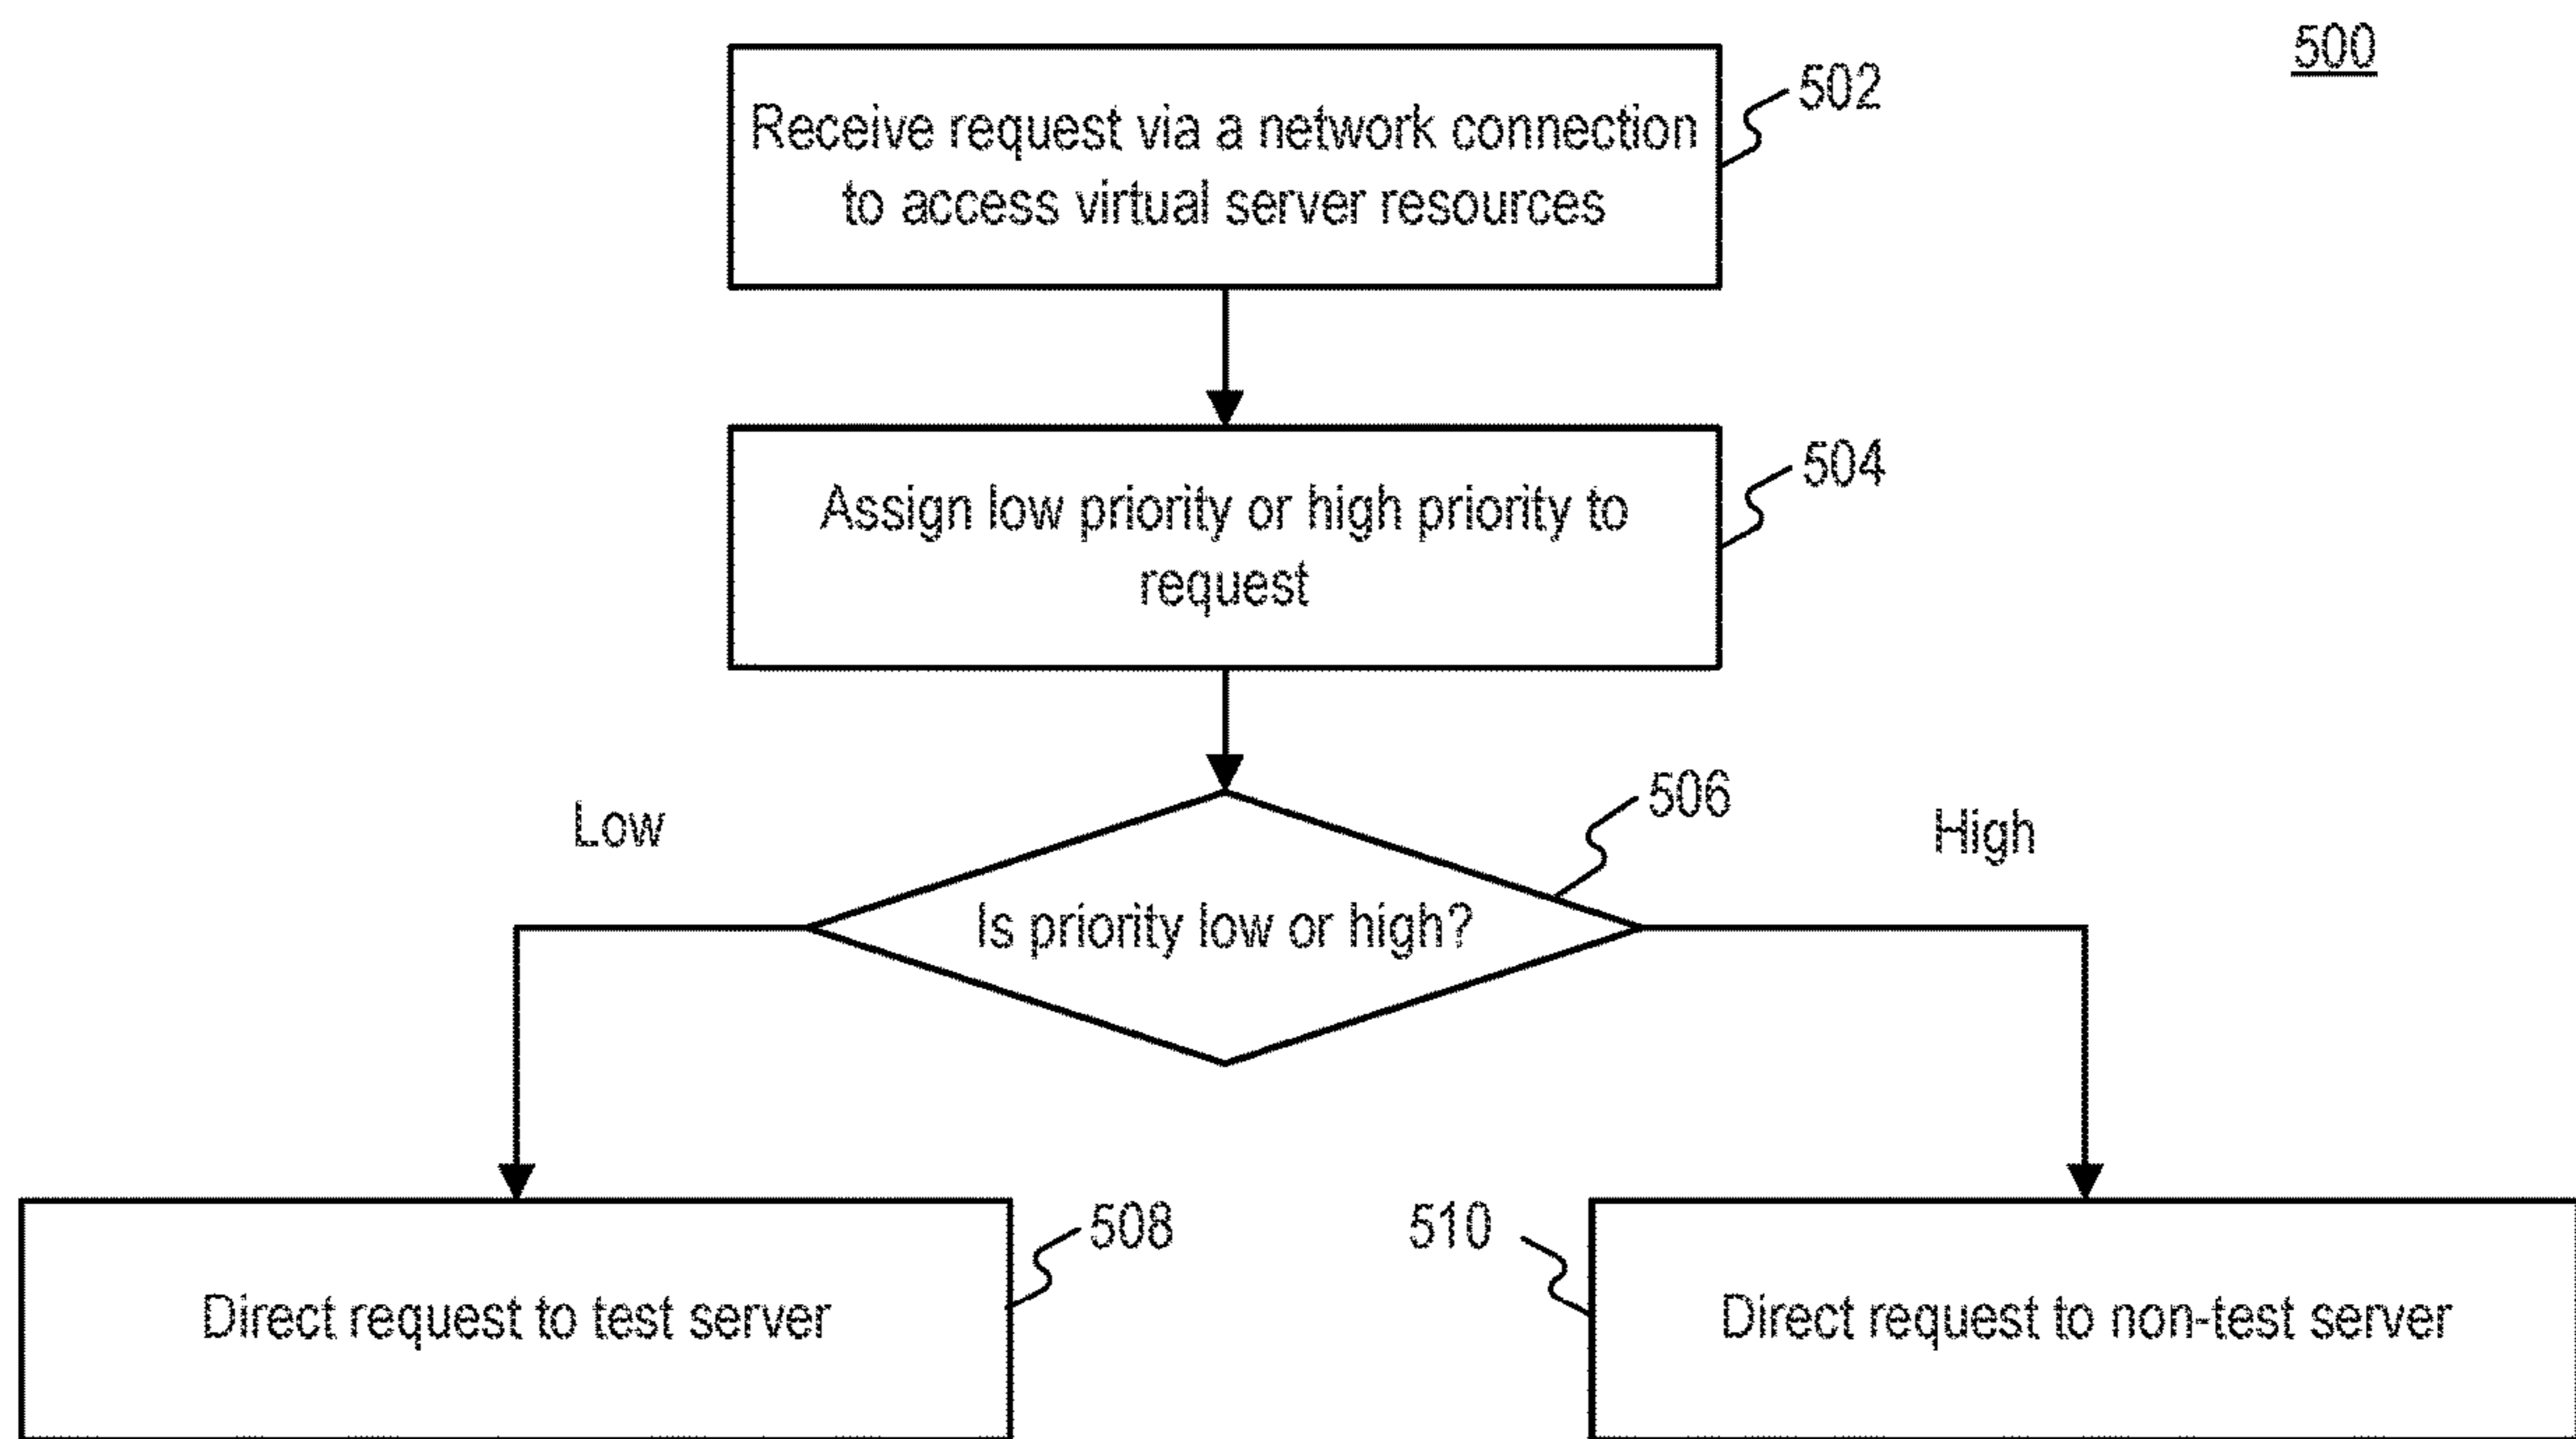 500
Receive request via a network connection
to access virtual server resources
502
Assign low priority or high priority to
request
504
Low
Is priority low or high?
506
High
Direct request to test server
508
510
Direct request to non-test server